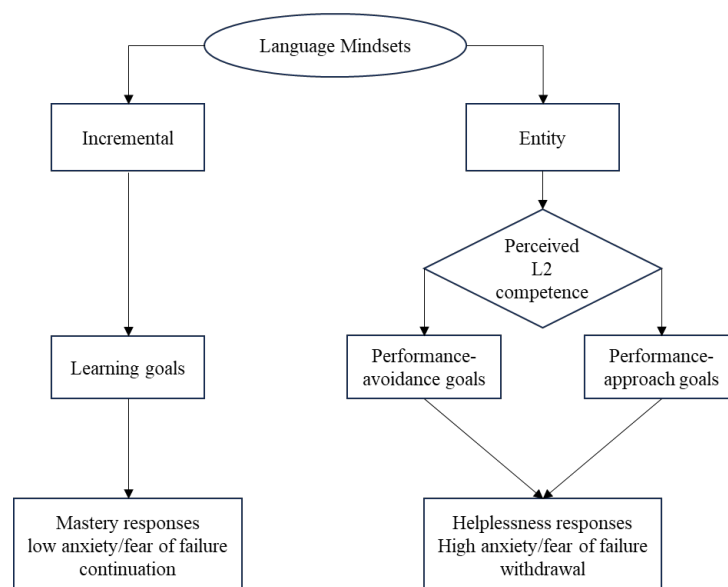 Language Mindsets
Incremental
Entity
Perceived
L2
competence
Learning goals
Performance-
avoidance goals
Performance-
approach goals
Mastery responses
low anxiety/fear of failure
continuation
Helplessness responses
High anxiety/fear of failure
withdrawal